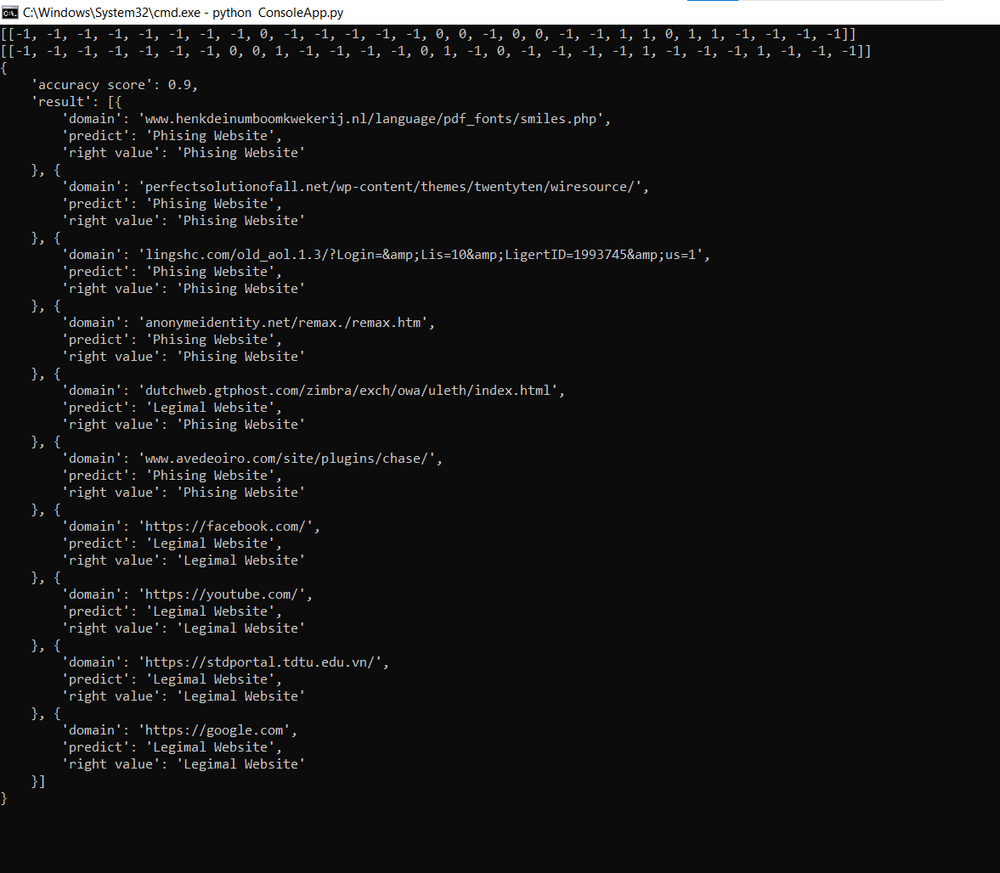 C:\Windows\System32\cmd.exe - python  ConsoleApp.py
[[-1, -1, -1, -1, -1, -1, -1, -1, 0, -1, -1, -1, -1, -1, 0, 0, -1, 0, 0, -1, -1, 1, 1, 0, 1, 1, -1, -1, -1, -1]]
[[-1, -1, -1, -1, -1, -1, -1, 0, 0, 1, -1, -1, -1, -1, 0, 1, -1, 0, -1, -1, -1, -1, 1, -1, -1, -1, 1, -1, -1, -1]]
{
    'accuracy score': 0.9,
    'result': [{
        'domain': 'www.henkdeinumboomkwekerij.nl/language/pdf_fonts/smiles.php',
        'predict': 'Phising Website',
        'right value': 'Phising Website'
    }, {
        'domain': 'perfectsolutionofall.net/wp-content/themes/twentyten/wiresource/',
        'predict': 'Phising Website',
        'right value': 'Phising Website'
    }, {
        'domain': 'lingshc.com/old_aol.1.3/?Login=&amp;Lis=10&amp;LigertID=1993745&amp;us=1',
        'predict': 'Phising Website',
        'right value': 'Phising Website'
    }, {
        'domain': 'anonymeidentity.net/remax./remax.htm',
        'predict': 'Phising Website',
        'right value': 'Phising Website'
    }, {
        'domain': 'dutchweb.gtphost.com/zimbra/exch/owa/uleth/index.html',
        'predict': 'Legimal Website',
        'right value': 'Phising Website'
    }, {
        'domain': 'www.avedeoiro.com/site/plugins/chase/',
        'predict': 'Phising Website',
        'right value': 'Phising Website'
    }, {
        'domain': 'https://facebook.com/',
        'predict': 'Legimal Website',
        'right value': 'Legimal Website'
    }, {
        'domain': 'https://youtube.com/',
        'predict': 'Legimal Website',
        'right value': 'Legimal Website'
    }, {
        'domain': 'https://stdportal.tdtu.edu.vn/',
        'predict': 'Legimal Website',
        'right value': 'Legimal Website'
    }, {
        'domain': 'https://google.com',
        'predict': 'Legimal Website',
        'right value': 'Legimal Website'
    }]
}